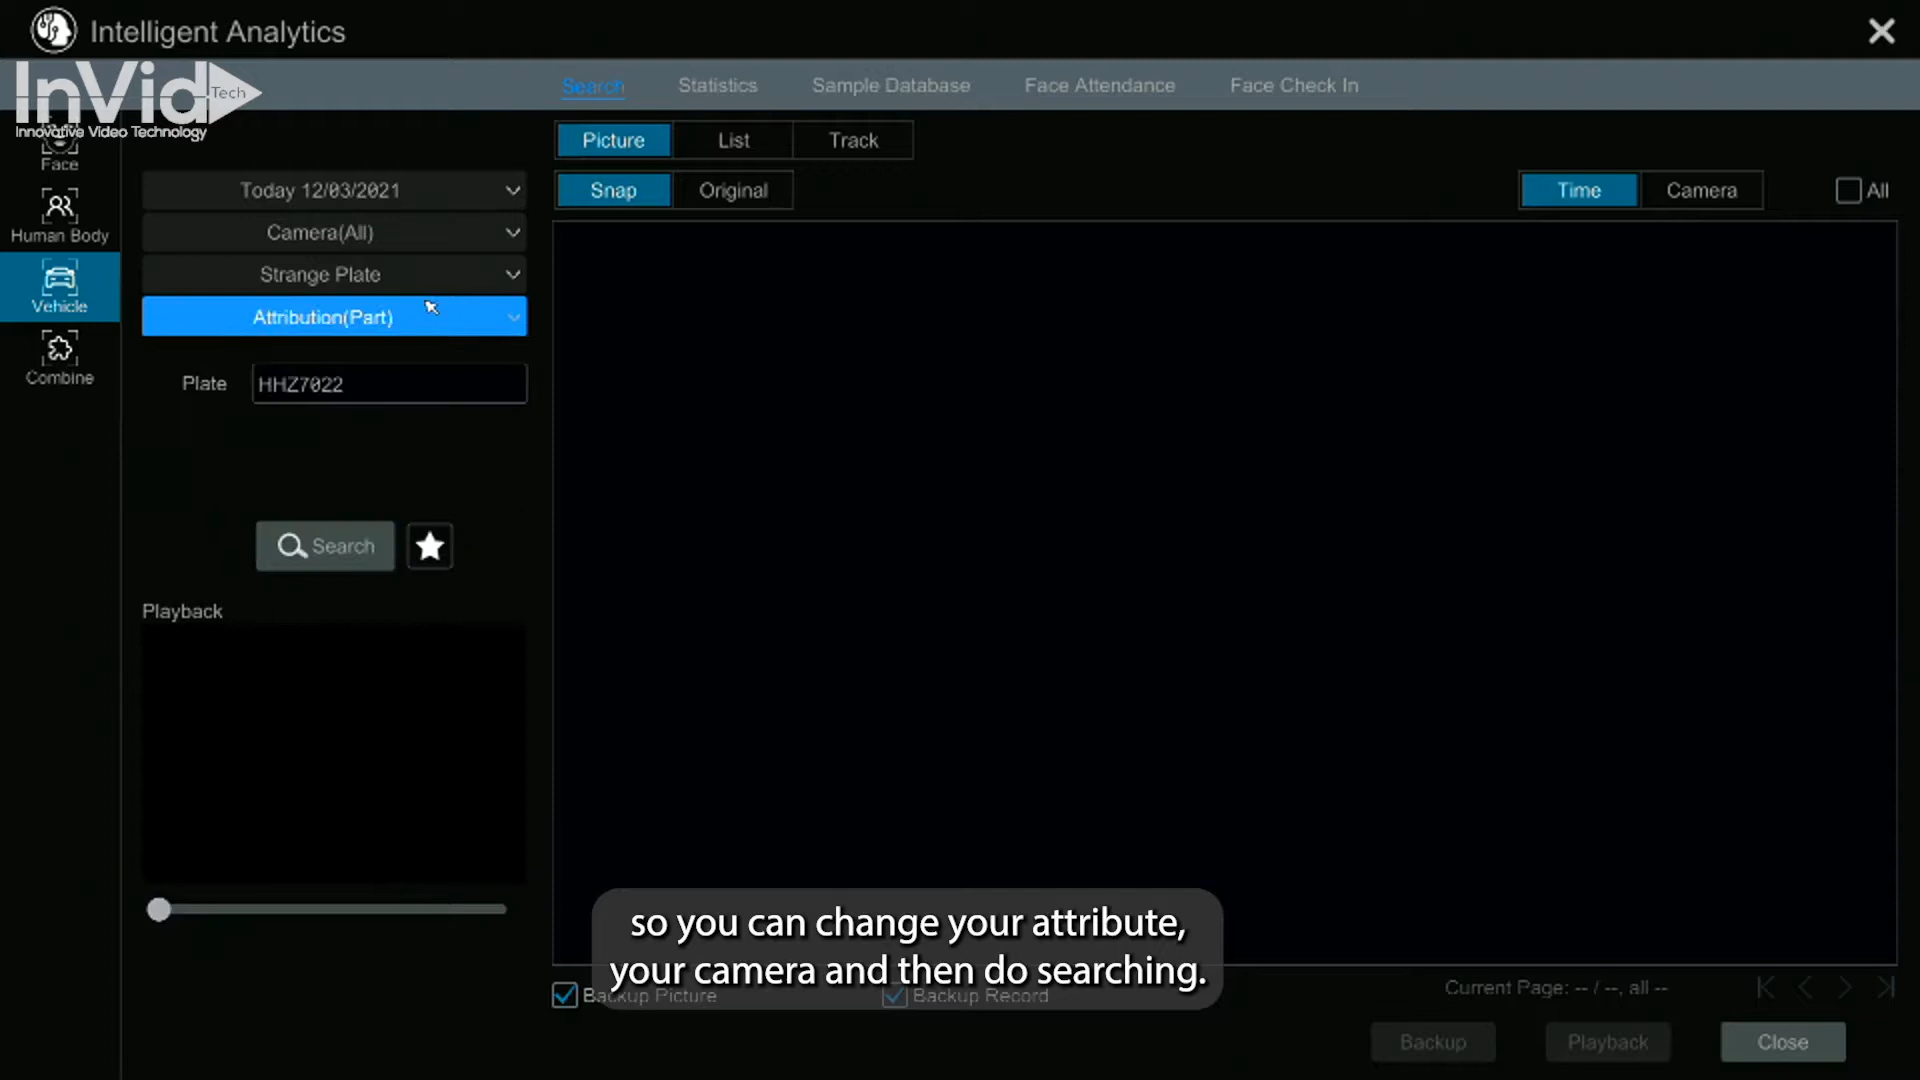 Intelligent Analytics
InVid Tech
Innovative Video Technology
Search Statistics Sample Database Face Attendance Face Check In
Face
Human Body
Vehicle
Combine
Today 12/03/2021
Camera(All)
Strange Plate
Attribution(Part)
Plate HHZ7022
Search
Playback
Picture List Track
Snap Original
Time Camera All
so you can change your attribute,
your camera and then do searching.
Backup Picture Backup Record
Current Page: -- / --, all --
Backup Playback Close